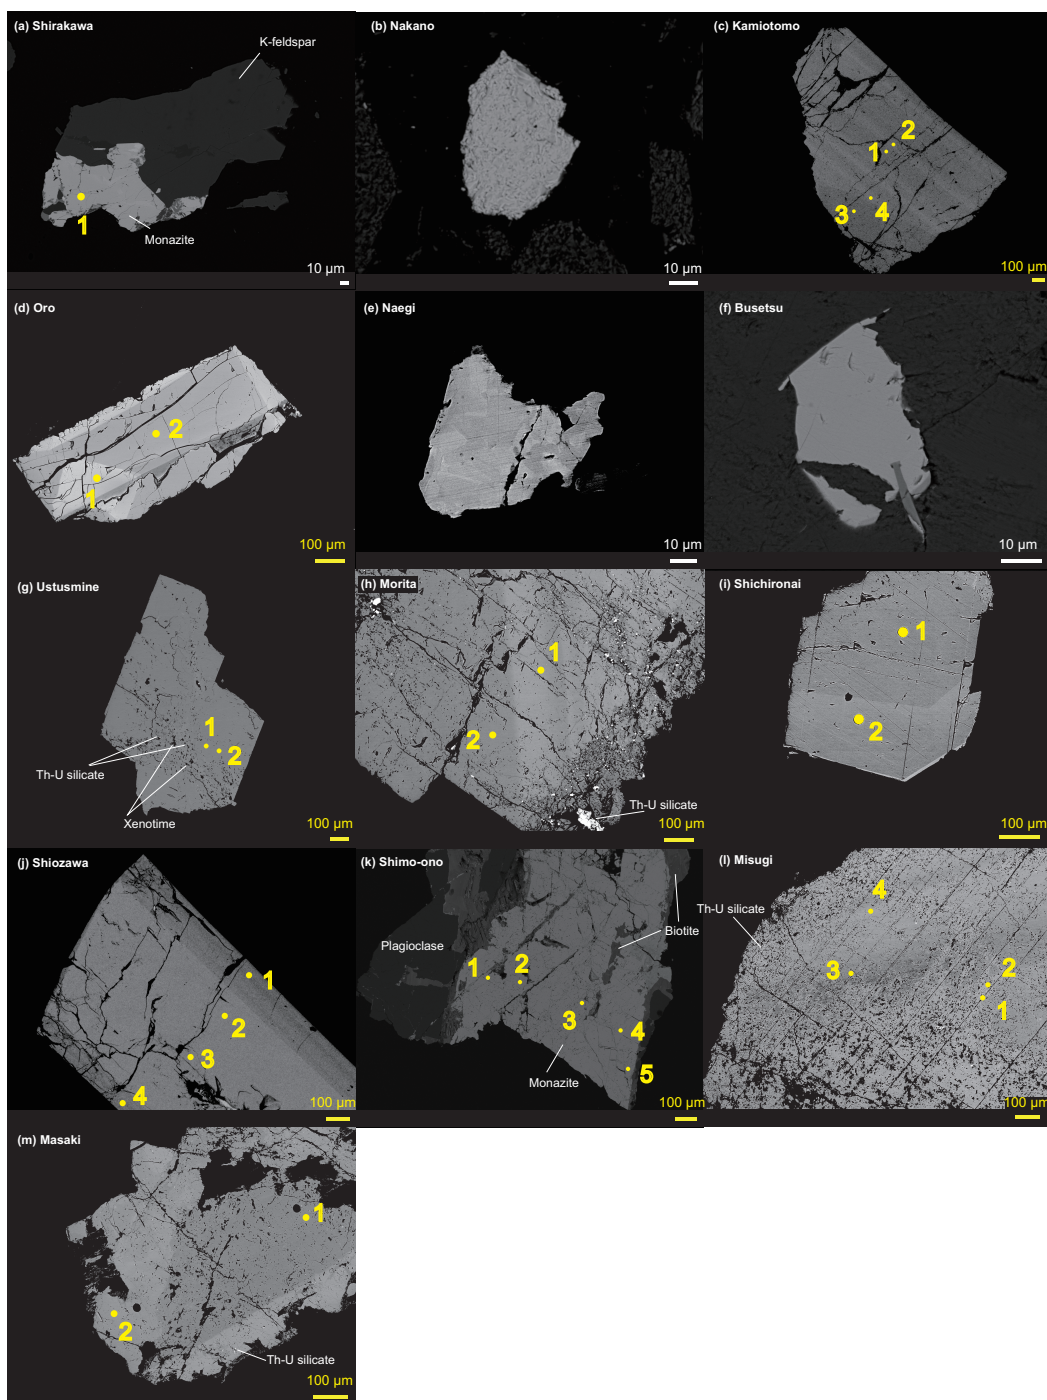 (a) Shirakawa
K-feldspar
1
Monazite
10 µm
(b) Nakano
10 µm
(c) Kamiotomo
2
1
3
4
100 µm
(d) Oro
2
1
100 µm
(e) Naegi
10 µm
(f) Busetsu
10 µm
(g) Ustusmine
1
2
Th-U silicate
Xenotime
100 µm
(h) Morita
1
2
Th-U silicate
100 µm
(i) Shichironai
1
2
100 µm
(j) Shiozawa
1
2
3
4
100 µm
(k) Shimo-ono
Plagioclase
Biotite
1
2
3
4
Monazite
5
100 µm
(l) Misugi
4
Th-U silicate
3
2
1
100 µm
(m) Masaki
1
2
Th-U silicate
100 µm